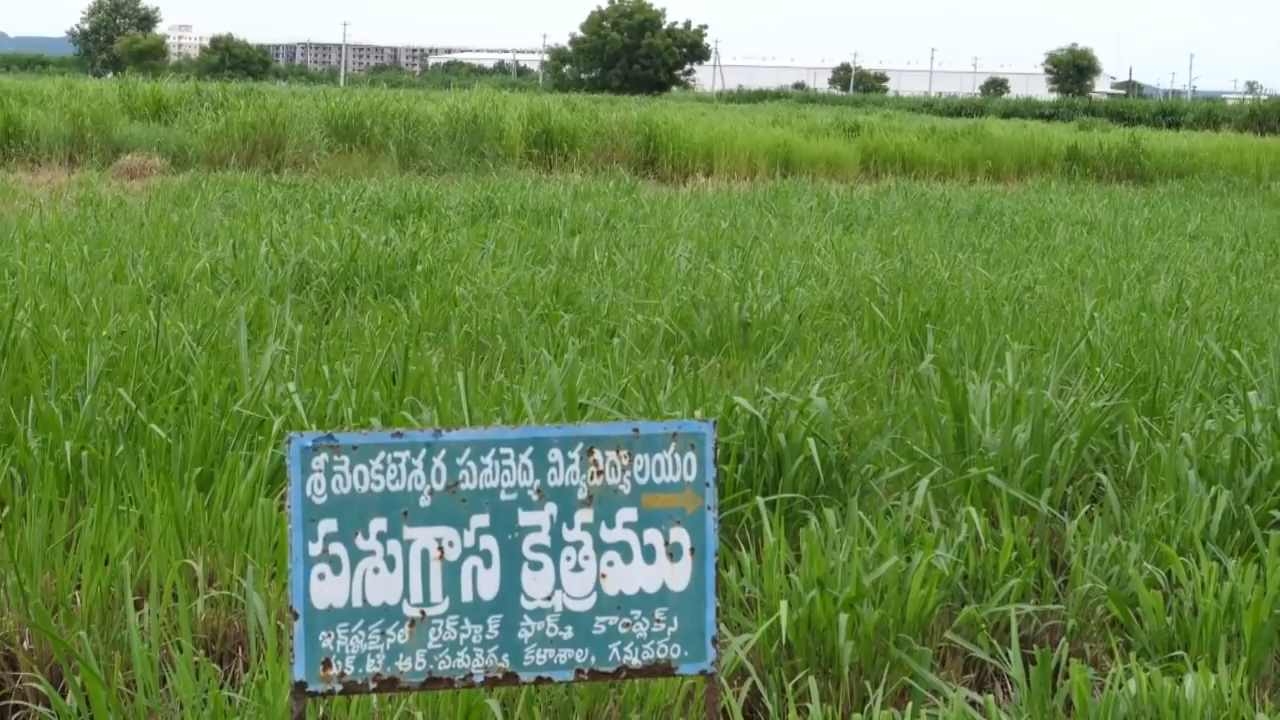 శ్రీ వెంకటేశ్వర పశువైద్య విశ్వవిద్యాలయం
పశుగ్రాస క్షేత్రము
ఇన్‌స్ట్రక్షనల్ లైవ్‌స్టాక్ ఫార్మ్ కాంప్లెక్స్
ఎన్.టి.ఆర్.పశువైద్య కళాశాల, గన్నవరం.